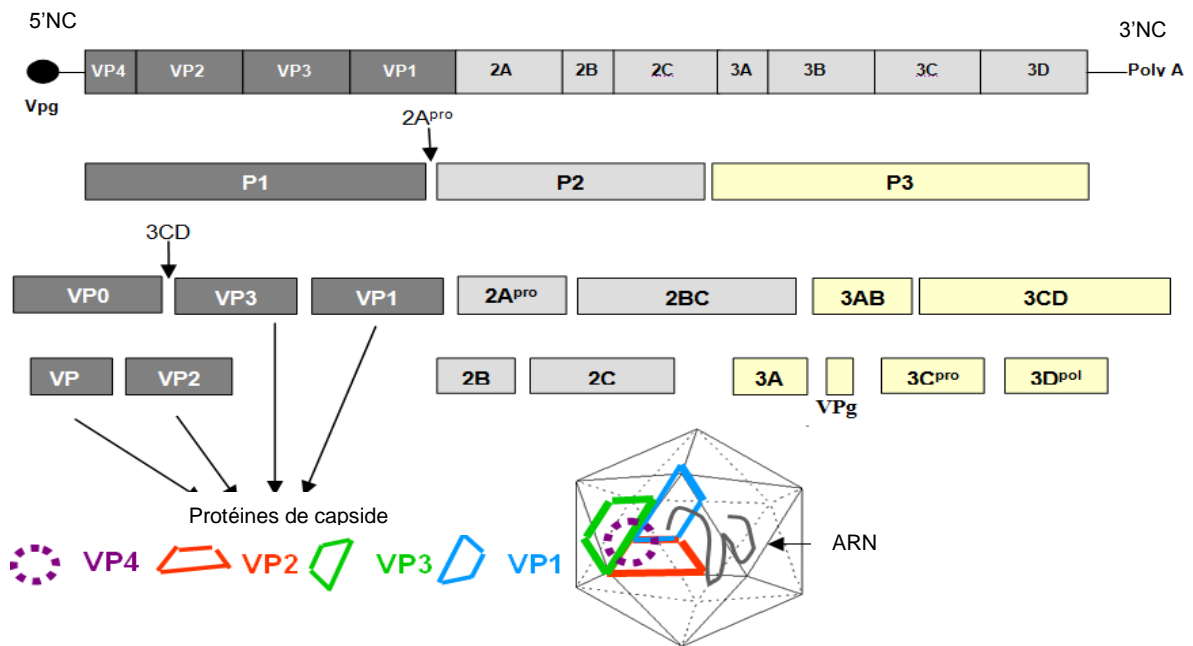 5'NC
3'NC
VP4 VP2 VP3 VP1 2A 2B 2C 3A 3B 3C 3D Poly A
Vpg
2Apro
P1 P2 P3
3CD
VP0 VP3 VP1 2Apro 2BC 3AB 3CD
VP VP2 2B 2C 3A 3Cpro 3Dpol
VPg
Protéines de capside
ARN
VP4 VP2 VP3 VP1